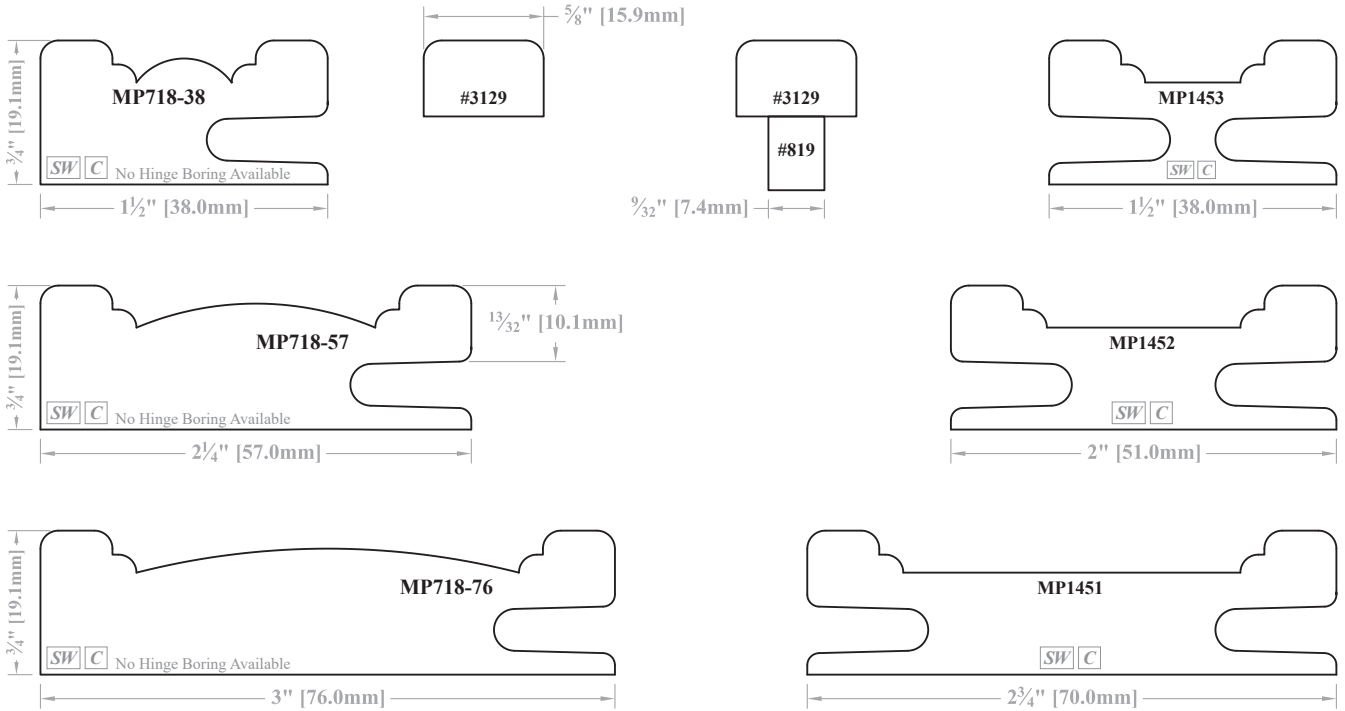 ⅝" [15.9mm]
¾" [19.1mm]
MP718-38
#3129
#3129
MP1453
#819
SW C No Hinge Boring Available
SW C
1½" [38.0mm]
9⁄32" [7.4mm]
1½" [38.0mm]
¾" [19.1mm]
13⁄32" [10.1mm]
MP718-57
MP1452
SW C No Hinge Boring Available
SW C
2¼" [57.0mm]
2" [51.0mm]
¾" [19.1mm]
MP718-76
MP1451
SW C No Hinge Boring Available
SW C
3" [76.0mm]
2¾" [70.0mm]